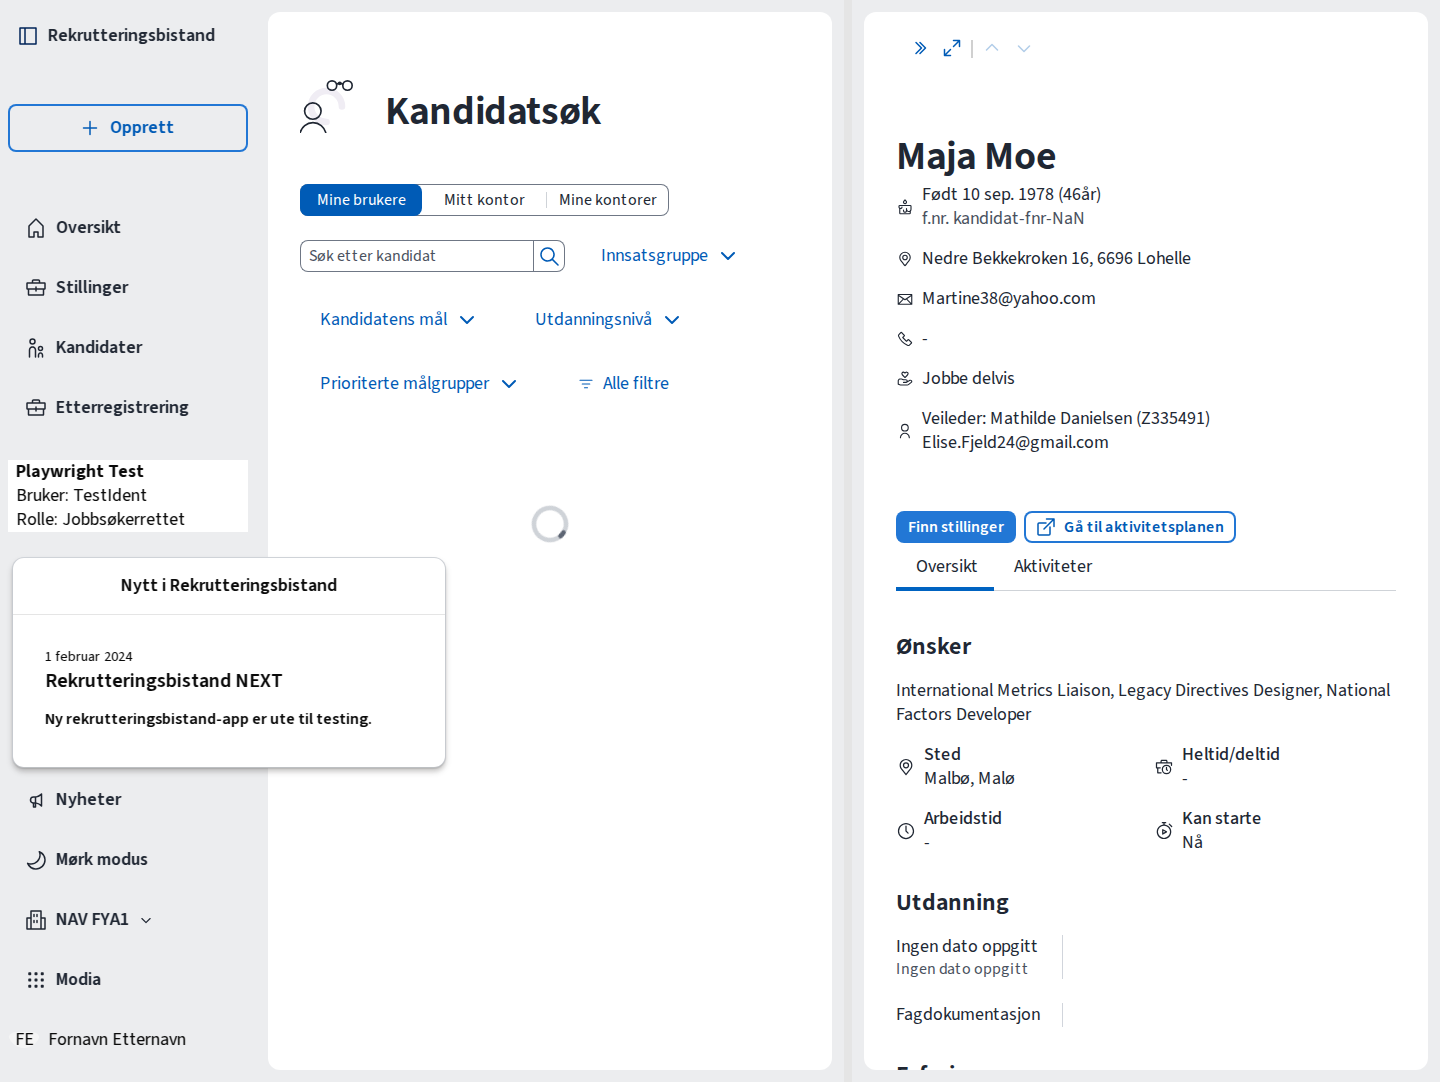 Rekrutteringsbistand
Opprett
Oversikt
Stillinger
Kandidater
Etterregistrering
Playwright Test
Bruker: TestIdent
Rolle: Jobbsøkerrettet
Nytt i Rekrutteringsbistand
1 februar 2024
Rekrutteringsbistand NEXT
Ny rekrutteringsbistand-app er ute til testing.
Nyheter
Mørk modus
NAV FYA1
Modia
FE Fornavn Etternavn
Kandidatsøk
Mine brukere Mitt kontor Mine kontorer
Søk etter kandidat Innsatsgruppe
Kandidatens mål Utdanningsnivå
Prioriterte målgrupper Alle filtre
Maja Moe
Født 10 sep. 1978 (46år)
f.nr. kandidat-fnr-NaN
Nedre Bekkekroken 16, 6696 Lohelle
Martine38@yahoo.com
-
Jobbe delvis
Veileder: Mathilde Danielsen (Z335491)
Elise.Fjeld24@gmail.com
Finn stillinger Gå til aktivitetsplanen
Oversikt Aktiviteter
Ønsker
International Metrics Liaison, Legacy Directives Designer, National
Factors Developer
Sted Heltid/deltid
Malbø, Malø -
Arbeidstid Kan starte
- Nå
Utdanning
Ingen dato oppgitt
Ingen dato oppgitt
Fagdokumentasjon